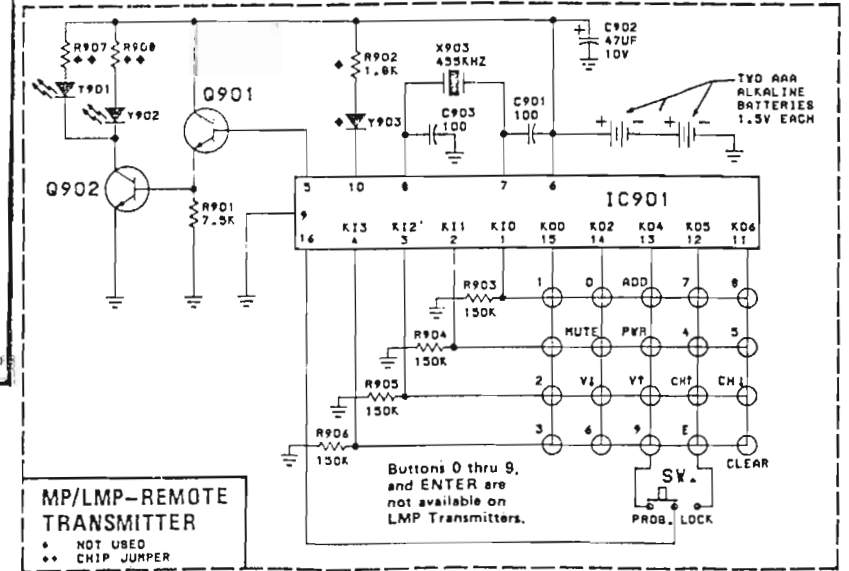 R907
R908
◆◆
◆◆
Y901
Y902
Q901
Q902
R901
7.5K
◆
R902
1.8K
◆
Y903
X903
455KHZ
C903
100
C901
100
+
C902
47UF
10V
TWO AAA
ALKALINE
BATTERIES
1.5V EACH
+ -
+ -
5 10 8 7 6
9
IC901
16
KI3
4
KI2'
3
KI1
2
KI0
1
KO0
15
KO2
14
KO4
13
KO5
12
KO6
11
R903
150K
R904
150K
R905
150K
R906
150K
1 0 ADD 7 8
MUTE PWR 4 5
2 V↓ V↑ CH↑ CH↓
3 6 9 E
CLEAR
SW.
PROB. LOCK
Buttons 0 thru 9,
and ENTER are
not available on
LMP Transmitters.
MP/LMP-REMOTE
TRANSMITTER
◆ NOT USED
◆◆ CHIP JUMPER